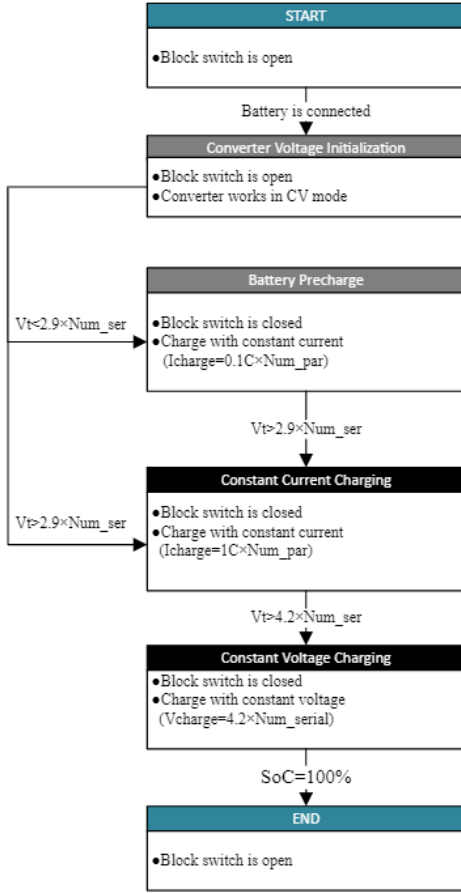 START
●Block switch is open
Battery is connected
Converter Voltage Initialization
●Block switch is open
●Converter works in CV mode
Battery Precharge
Vt<2.9×Num_ser
●Block switch is closed
●Charge with constant current
(Icharge=0.1C×Num_par)
Vt>2.9×Num_ser
Constant Current Charging
Vt>2.9×Num_ser
●Block switch is closed
●Charge with constant current
(Icharge=1C×Num_par)
Vt>4.2×Num_ser
Constant Voltage Charging
●Block switch is closed
●Charge with constant voltage
(Vcharge=4.2×Num_serial)
SoC=100%
END
●Block switch is open